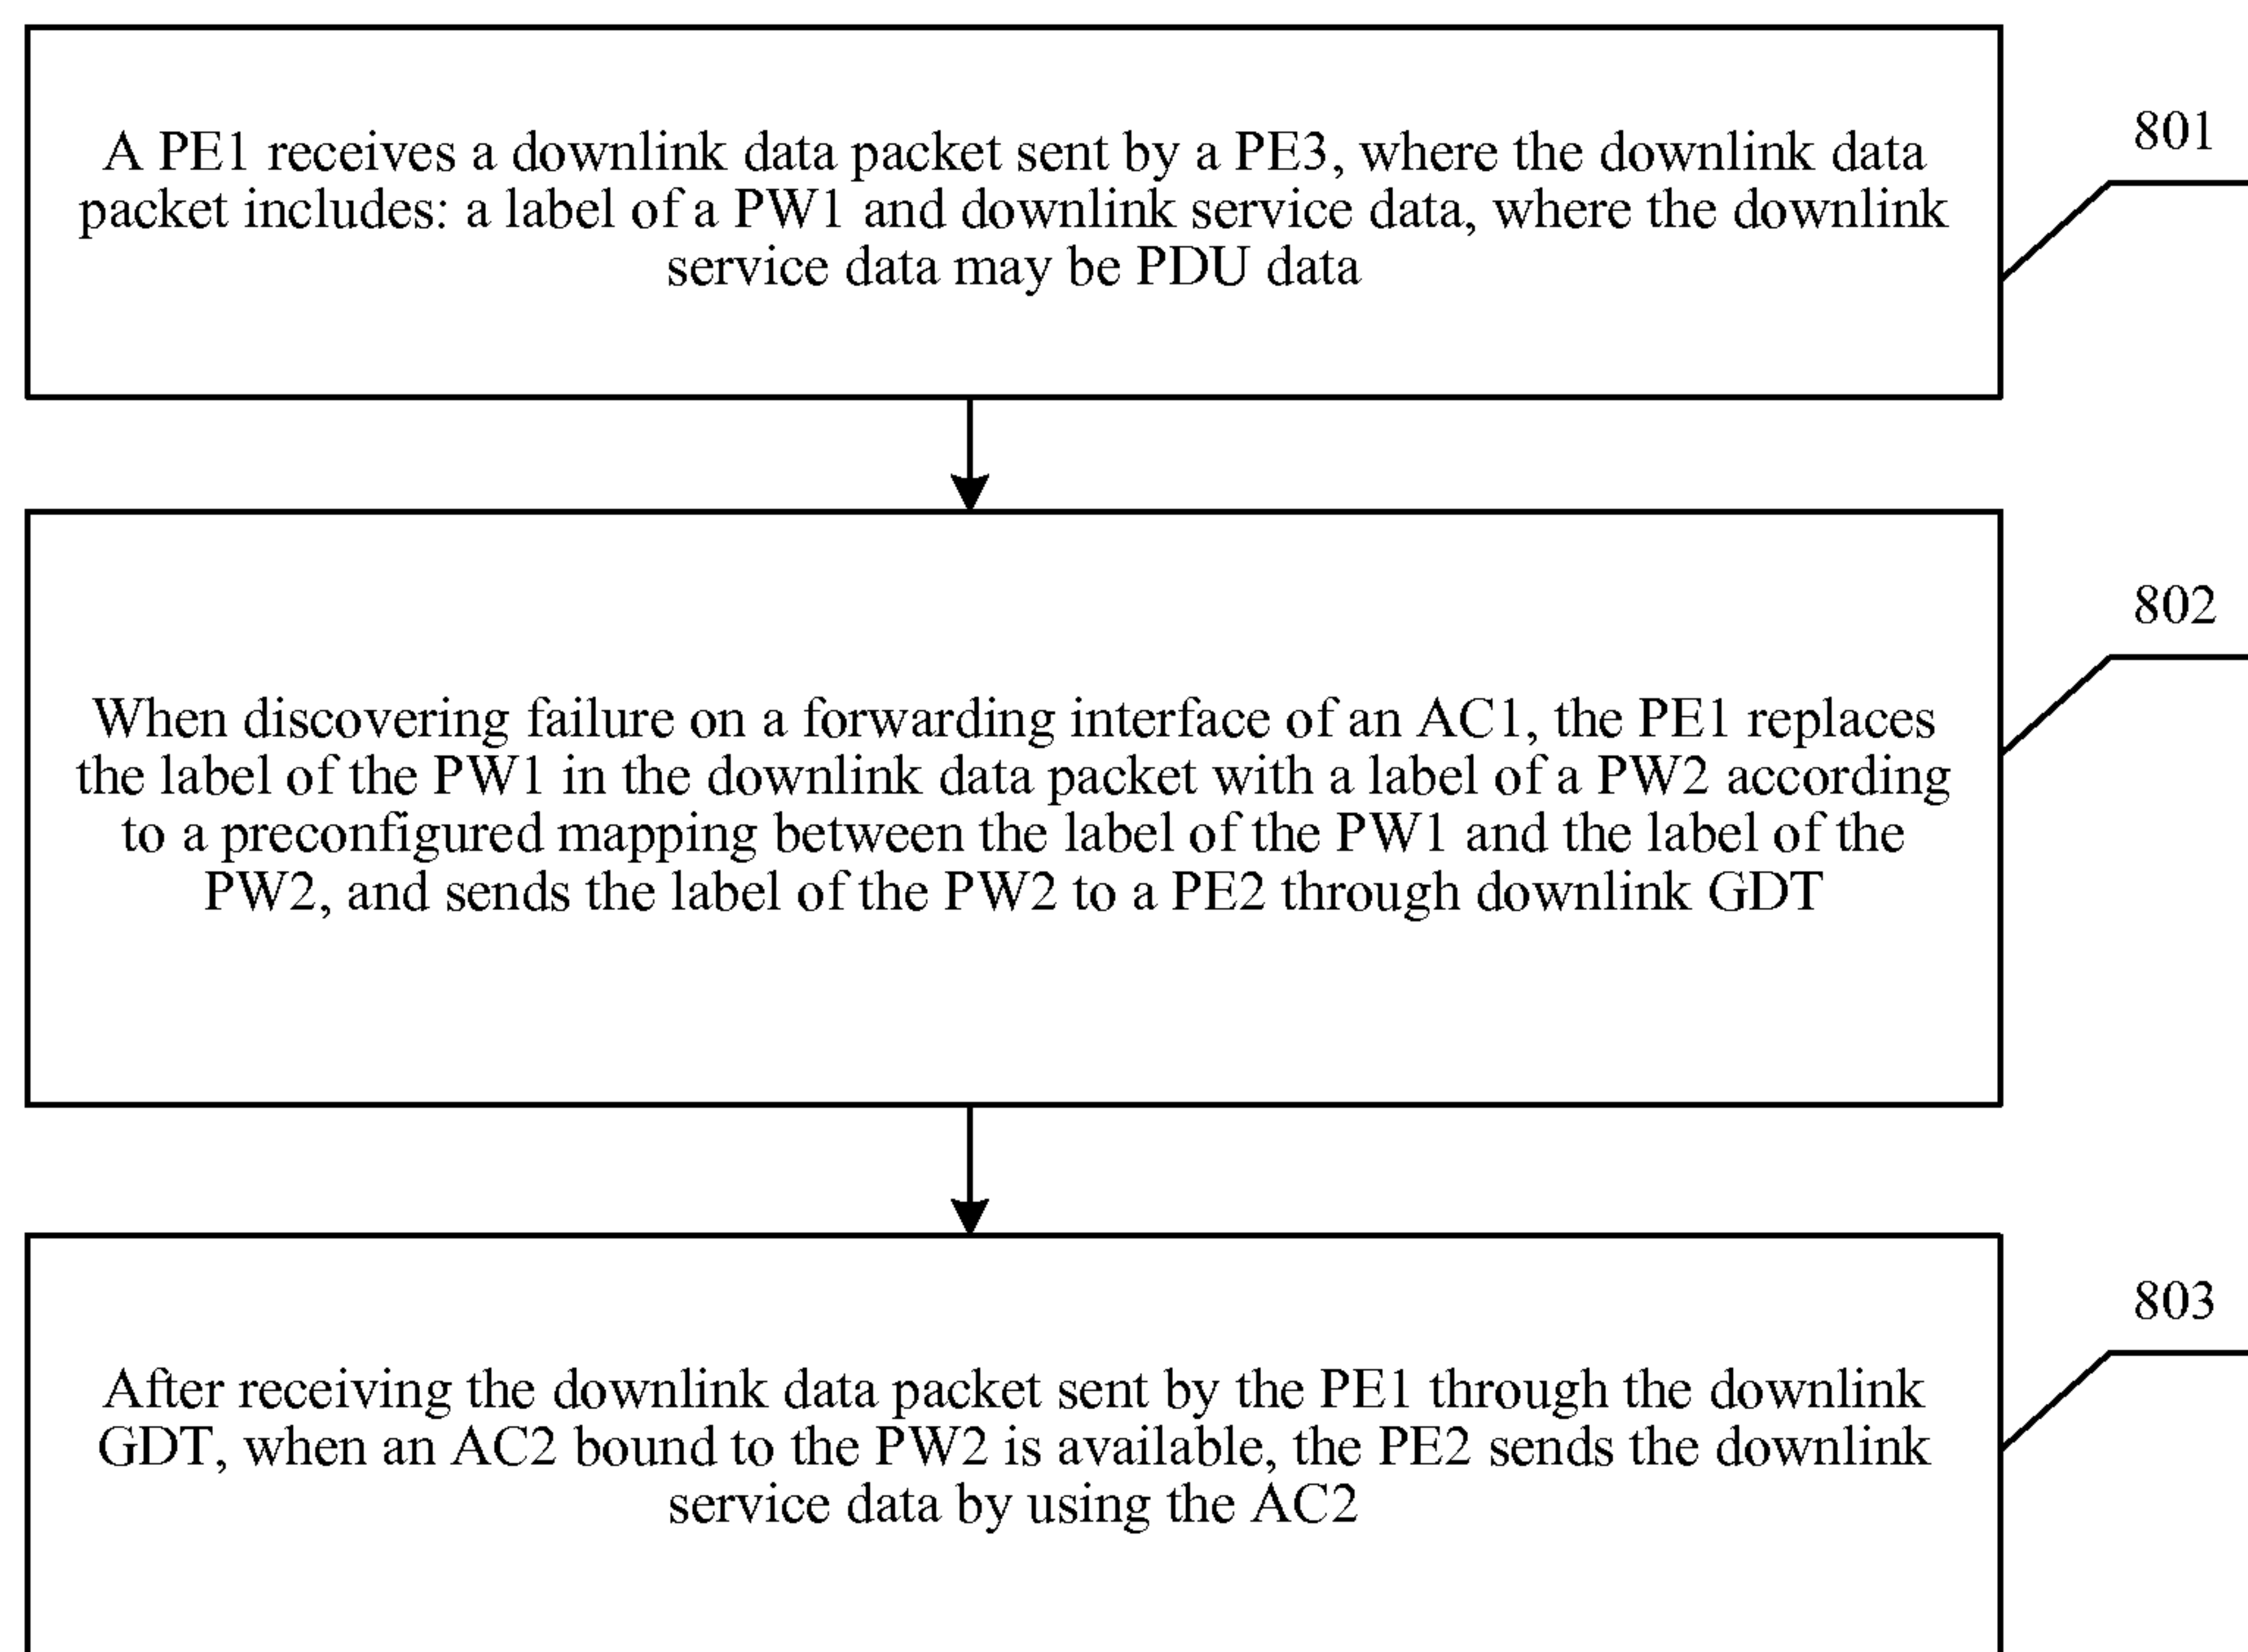 A PE1 receives a downlink data packet sent by a PE3, where the downlink data
packet includes: a label of a PW1 and downlink service data, where the downlink
service data may be PDU data
801
When discovering failure on a forwarding interface of an AC1, the PE1 replaces
the label of the PW1 in the downlink data packet with a label of a PW2 according
to a preconfigured mapping between the label of the PW1 and the label of the
PW2, and sends the label of the PW2 to a PE2 through downlink GDT
802
After receiving the downlink data packet sent by the PE1 through the downlink
GDT, when an AC2 bound to the PW2 is available, the PE2 sends the downlink
service data by using the AC2
803